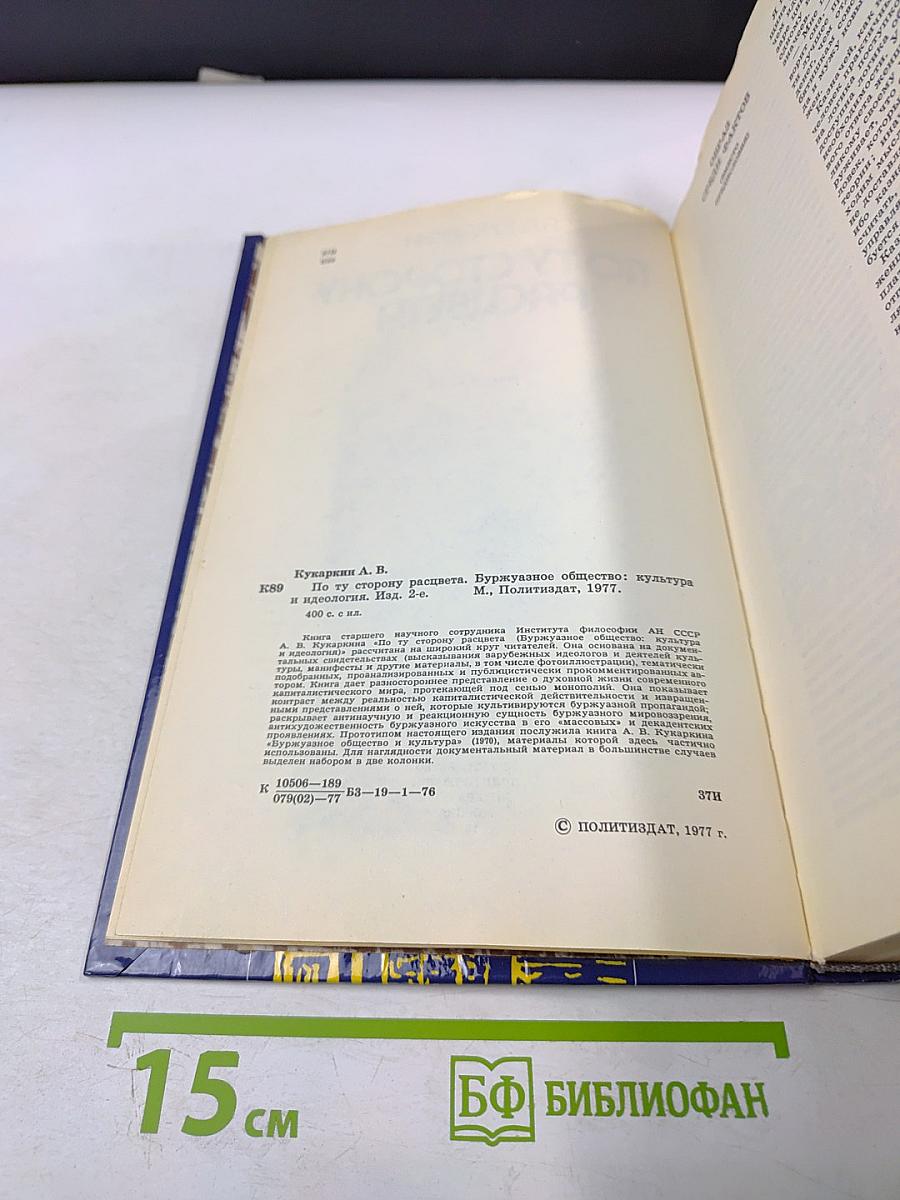 37И
К89
Кукаркин А. В.
К89 По ту сторону расцвета. Буржуазное общество: культура
и идеология. Изд. 2-е. М., Политиздат, 1977.
400 с. с ил.
Книга старшего научного сотрудника Института философии АН СССР
А. В. Кукаркина «По ту сторону расцвета (Буржуазное общество: культура
и идеология)» рассчитана на широкий круг читателей. Она основана на докумен-
тальных свидетельствах (высказывания зарубежных идеологов и деятелей куль-
туры, манифесты и другие материалы, в том числе фотоиллюстрации), тематически
подобранных, проанализированных и публицистически прокомментированных ав-
тором. Книга дает разностороннее представление о духовной жизни современного
капиталистического мира, протекающей под сенью монополий. Она показывает
контраст между реальностью капиталистической действительности и извращен-
ными представлениями о ней, которые культивируются буржуазной пропагандой;
раскрывает антинаучную и реакционную сущность буржуазного мировоззрения,
антихудожественность буржуазного искусства в его «массовых» и декадентских
проявлениях. Прототипом настоящего издания послужила книга А. В. Кукаркина
«Буржуазное общество и культура» (1970), материалы которой здесь частично
использованы. Для наглядности документальный материал в большинстве случаев
выделен набором в две колонки.
К 10506—189
079(02)—77 БЗ—19—1—76
37И
© ПОЛИТИЗДАТ, 1977 г.
ОБРАЗ
СРЕДИ ФАКТОВ
15 см
БФ БИБЛИОФАН